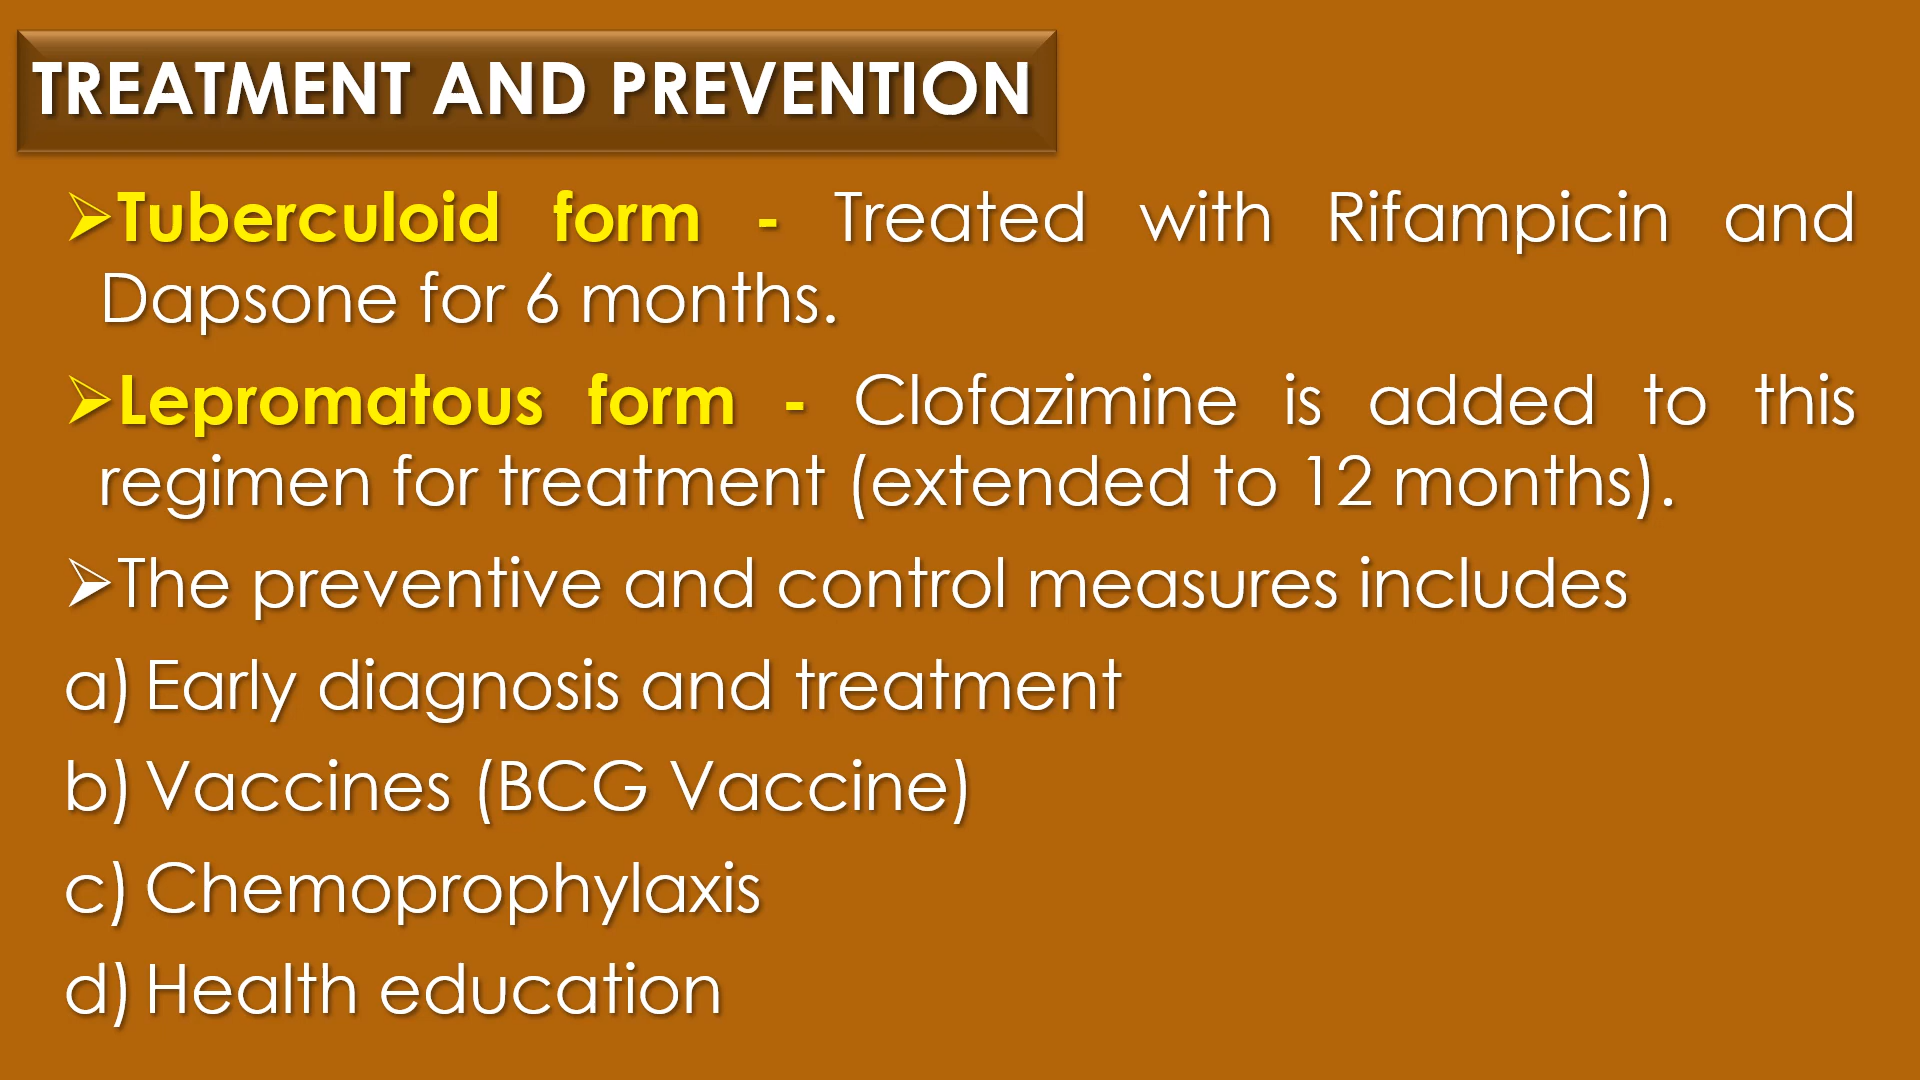 TREATMENT AND PREVENTION
➢Tuberculoid form - Treated with Rifampicin and
Dapsone for 6 months.
➢Lepromatous form - Clofazimine is added to this
regimen for treatment (extended to 12 months).
➢The preventive and control measures includes
a) Early diagnosis and treatment
b) Vaccines (BCG Vaccine)
c) Chemoprophylaxis
d) Health education